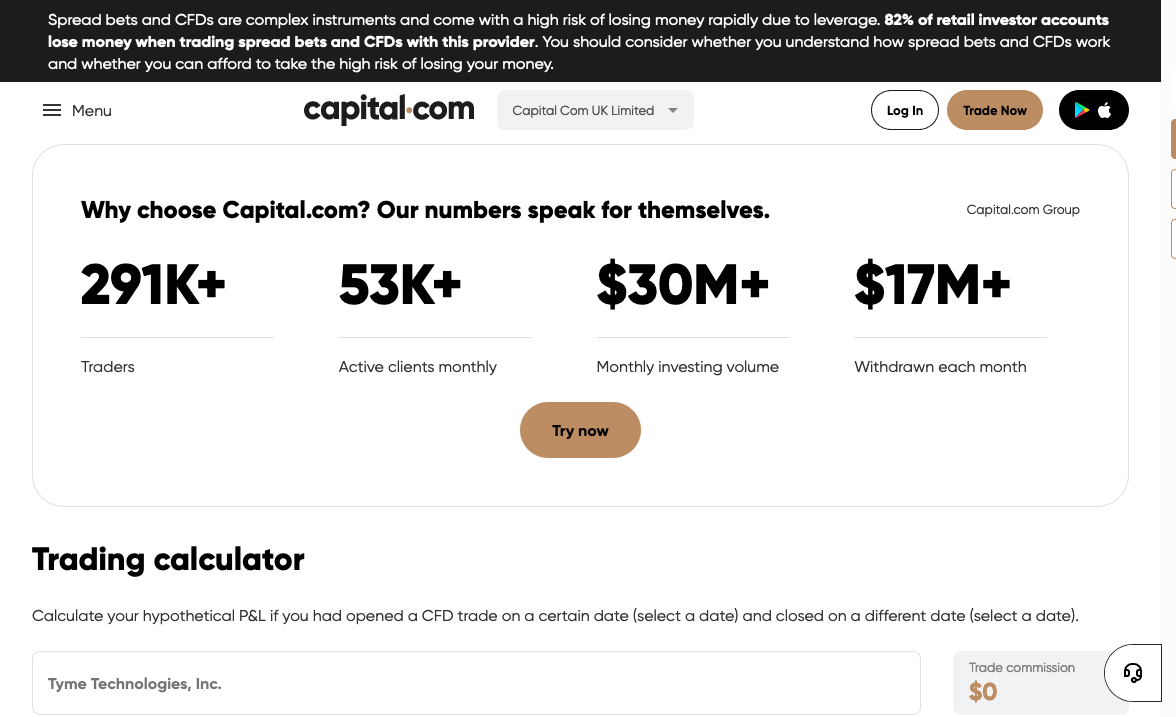 Spread bets and CFDs are complex instruments and come with a high risk of losing money rapidly due to leverage. 82% of retail investor accounts
lose money when trading spread bets and CFDs with this provider. You should consider whether you understand how spread bets and CFDs work
and whether you can afford to take the high risk of losing your money.
Menu
capital.com
Capital Com UK Limited
Log In
Trade Now
Why choose Capital.com? Our numbers speak for themselves.
Capital.com Group
291K+
53K+
$30M+
$17M+
Traders
Active clients monthly
Monthly investing volume
Withdrawn each month
Try now
Trading calculator
Calculate your hypothetical P&L if you had opened a CFD trade on a certain date (select a date) and closed on a different date (select a date).
Tyme Technologies, Inc.
Trade commission
$0